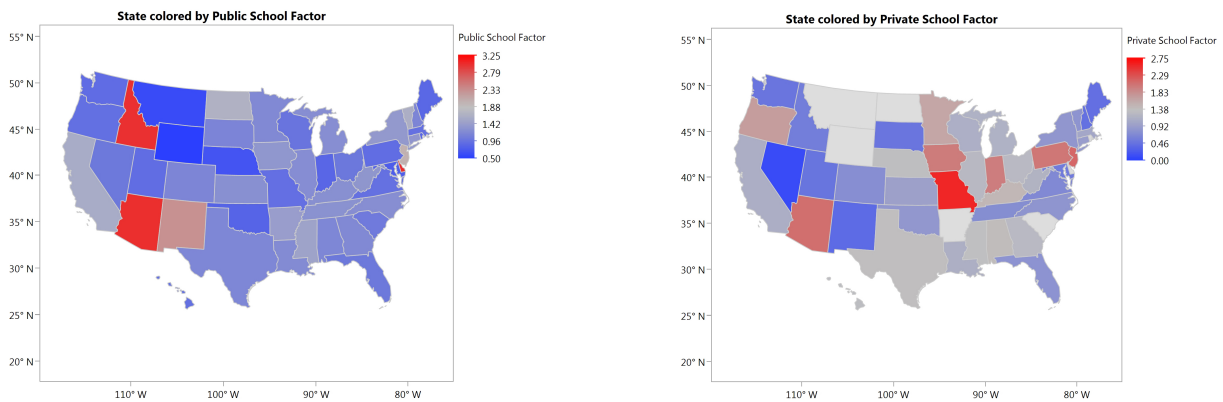 State colored by Public School Factor
55° N
50° N
45° N
40° N
35° N
30° N
25° N
20° N
110° W
100° W
90° W
80° W
Public School Factor
3.25
2.79
2.33
1.88
1.42
0.96
0.50
State colored by Private School Factor
55° N
50° N
45° N
40° N
35° N
30° N
25° N
20° N
110° W
100° W
90° W
80° W
Private School Factor
2.75
2.29
1.83
1.38
0.92
0.46
0.00